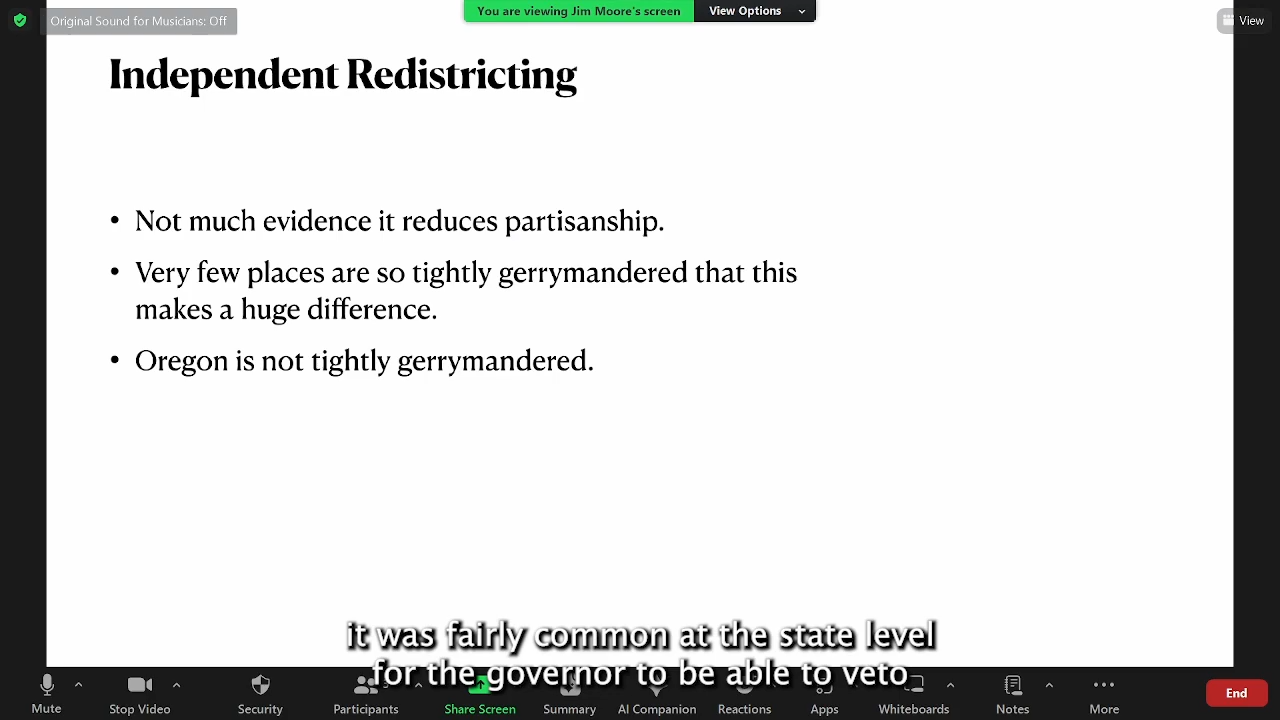 Original Sound for Musicians: Off
You are viewing Jim Moore's screen
View Options
View
Independent Redistricting
• Not much evidence it reduces partisanship.
• Very few places are so tightly gerrymandered that this
makes a huge difference.
• Oregon is not tightly gerrymandered.
it was fairly common at the state level
for the governor to be able to veto
Mute
Stop Video
Security
Participants
Share Screen
Summary
AI Companion
Reactions
Apps
Whiteboards
Notes
More
End